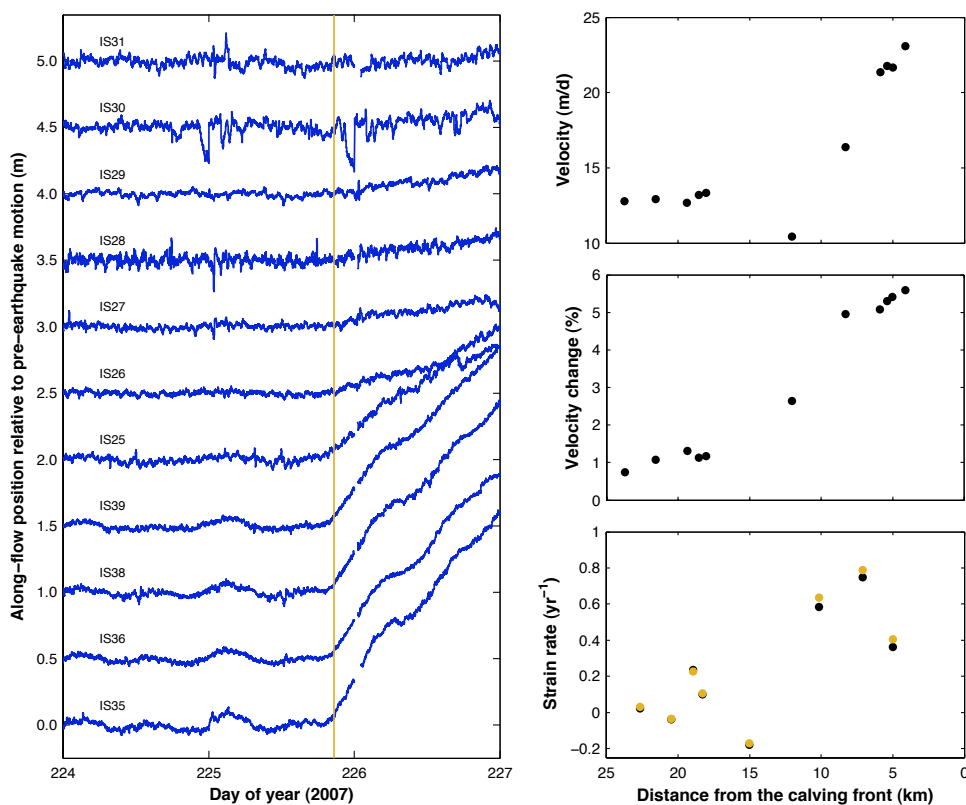 Along−flow position relative to pre−earthquake motion (m)
5.0
4.5
4.0
3.5
3.0
2.5
2.0
1.5
1.0
0.5
0.0
IS31
IS30
IS29
IS28
IS27
IS26
IS25
IS39
IS38
IS36
IS35
224
225
226
227
Day of year (2007)
Velocity (m/d)
25
20
15
10
Velocity change (%)
6
5
4
3
2
1
0
Strain rate (yr−1)
1
0.8
0.6
0.4
0.2
0
−0.2
25
20
15
10
5
0
Distance from the calving front (km)